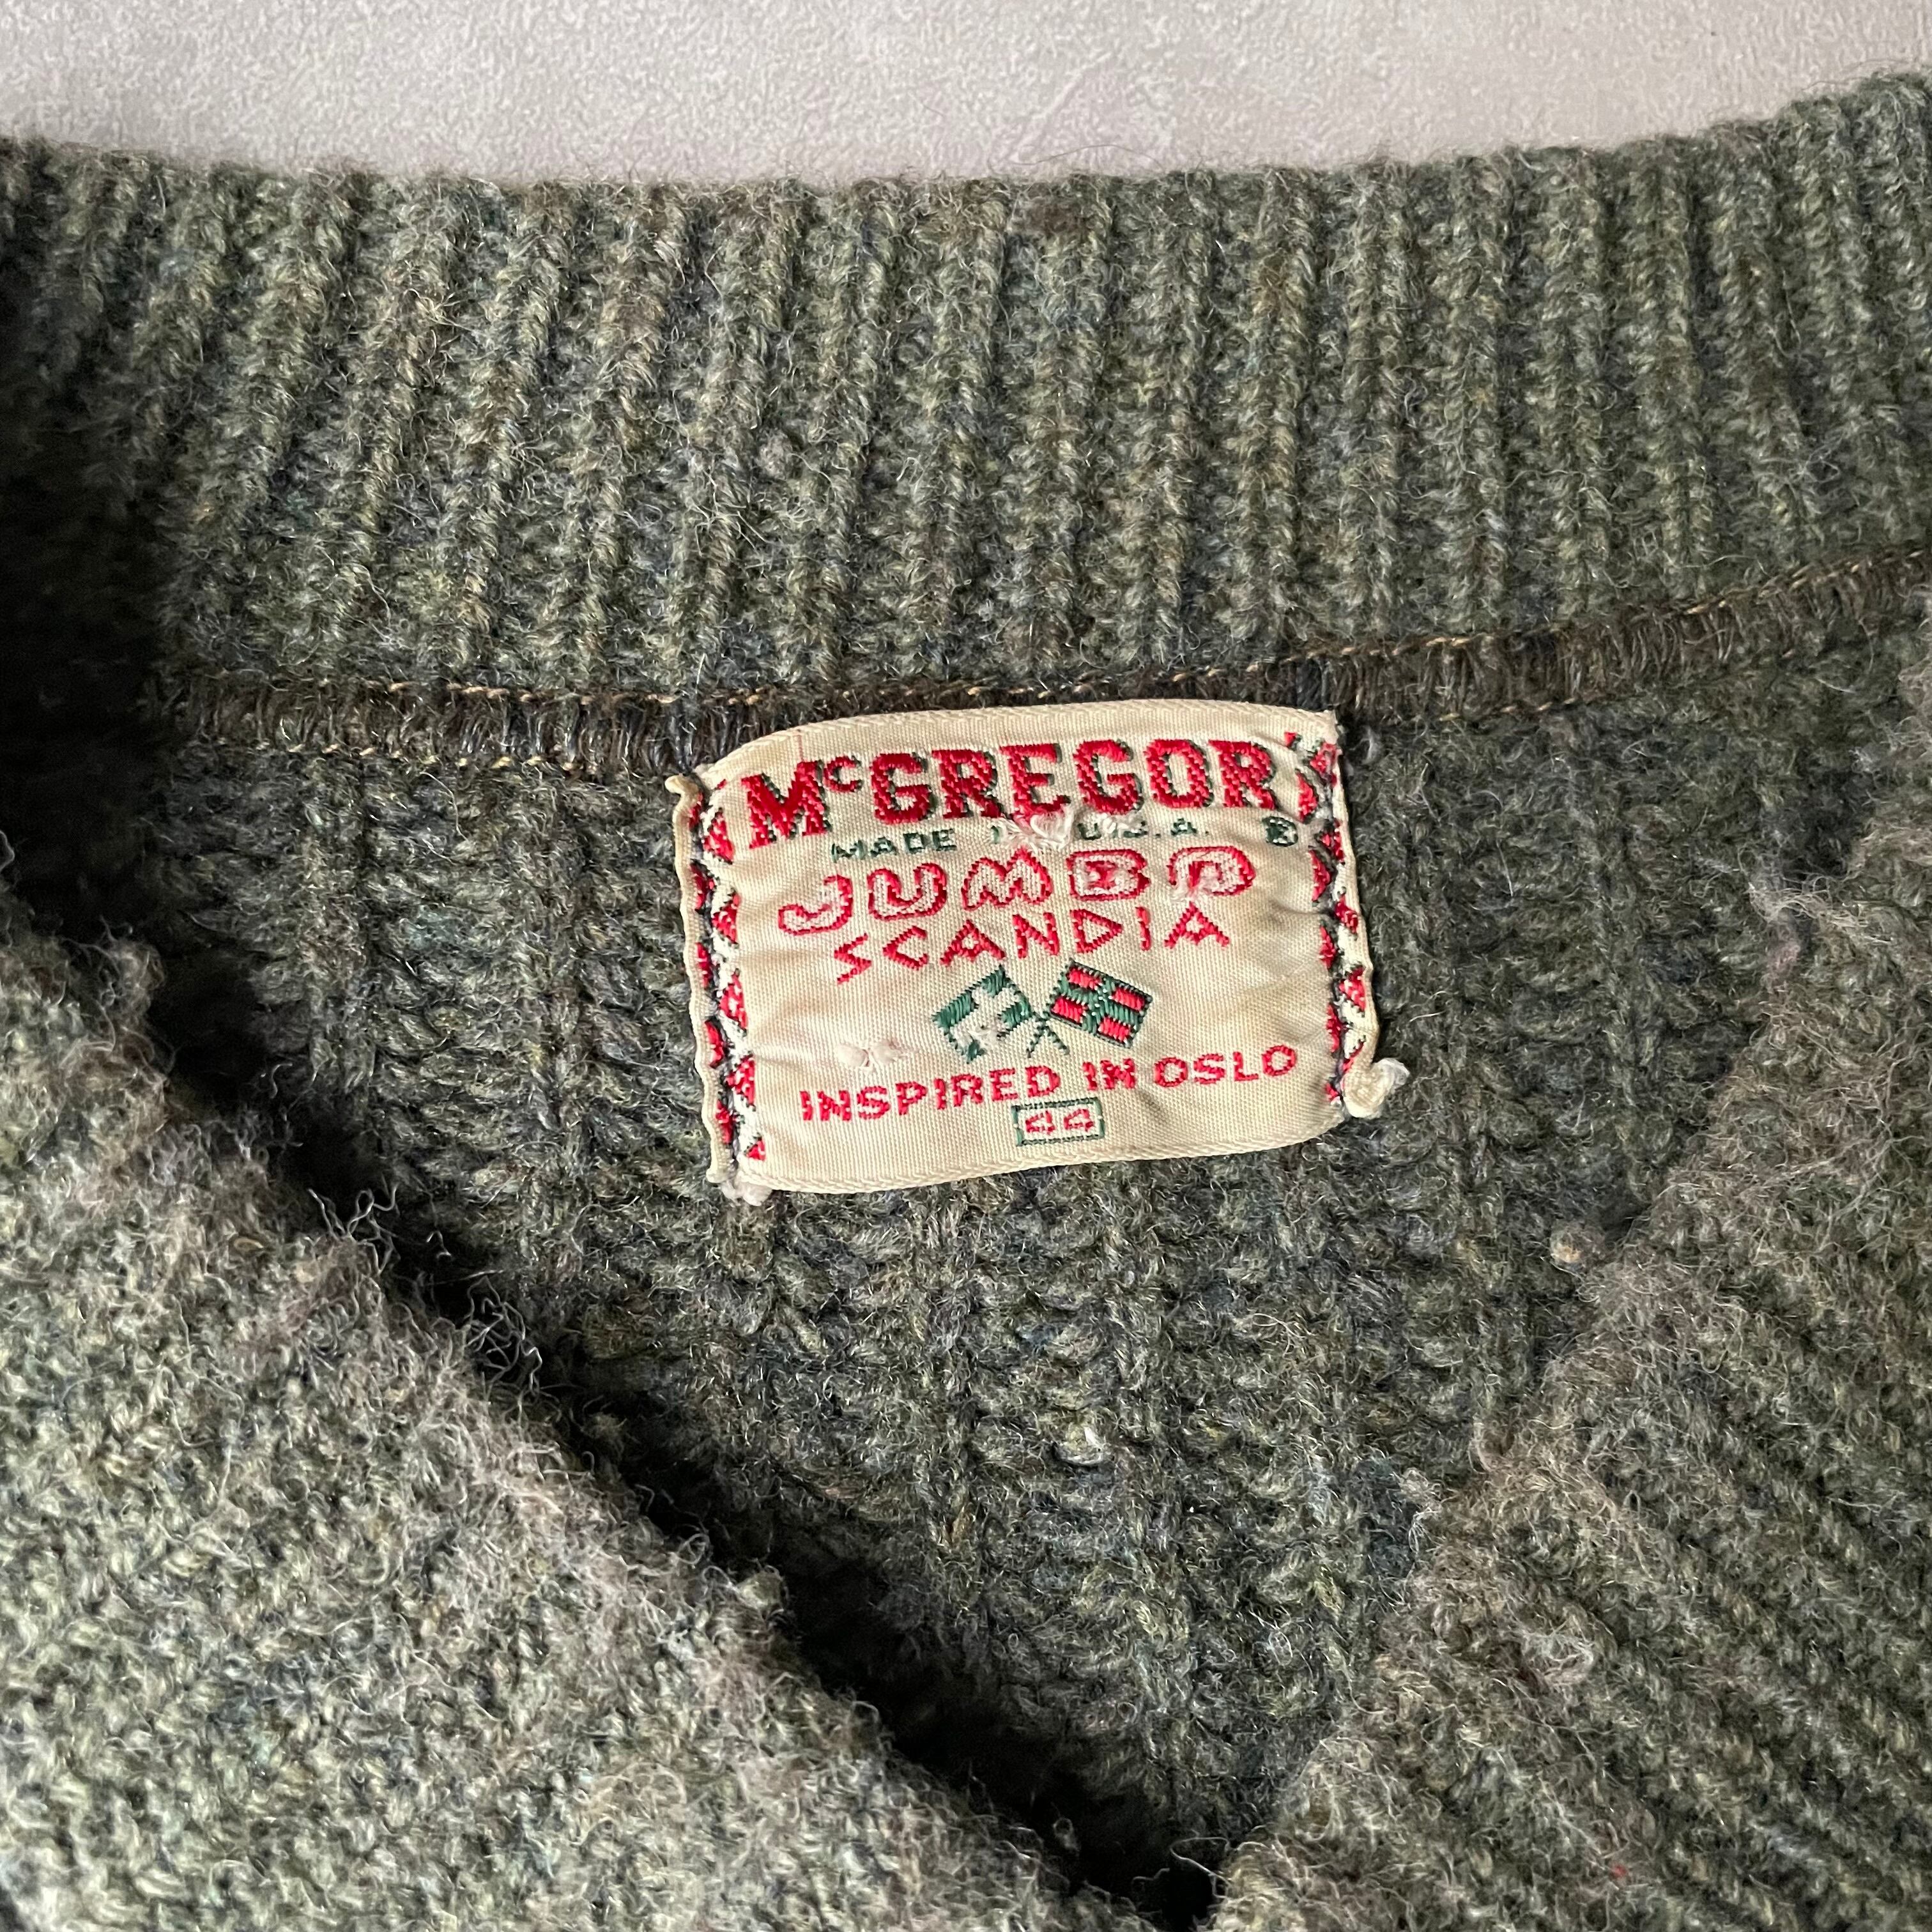 McGREGOR
MADE IN U.S.A. ®
JUMBO
SCANDIA
INSPIRED IN OSLO
44